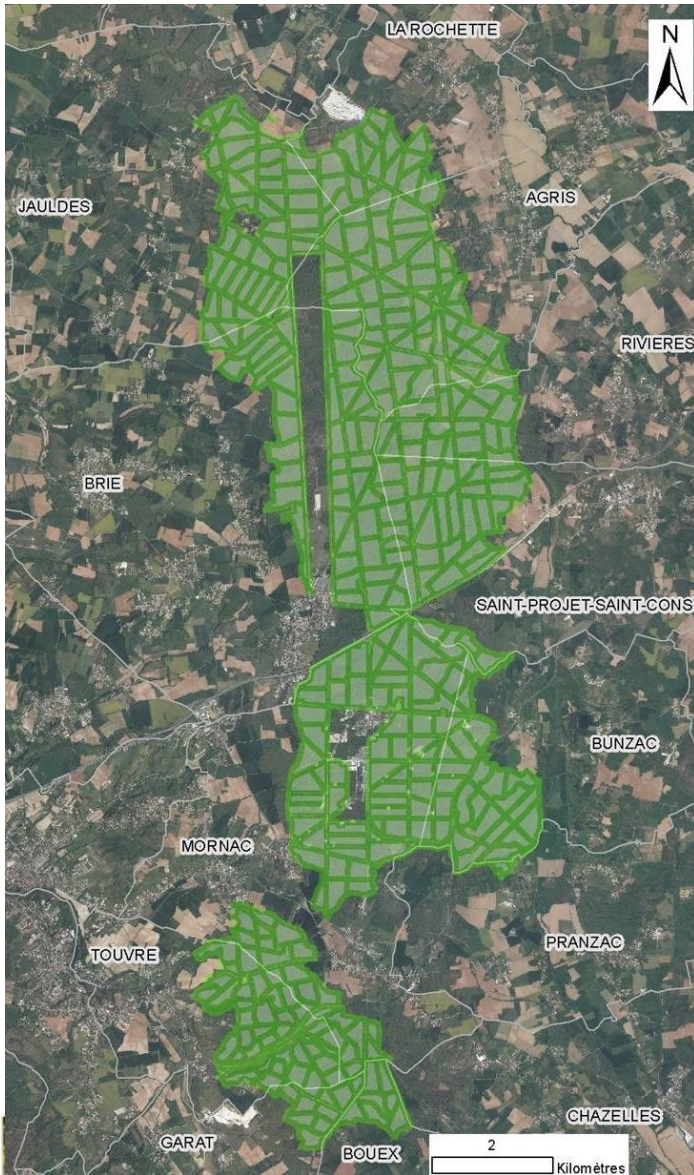 LA ROCHETTE
N
JAULDES
AGRIS
RIVIERES
BRIE
SAINT-PROJET-SAINT-CONS
BUNZAC
MORNAC
PRANZAC
TOUVRE
CHAZELLES
GARAT
BOUEX
2
Kilomètres